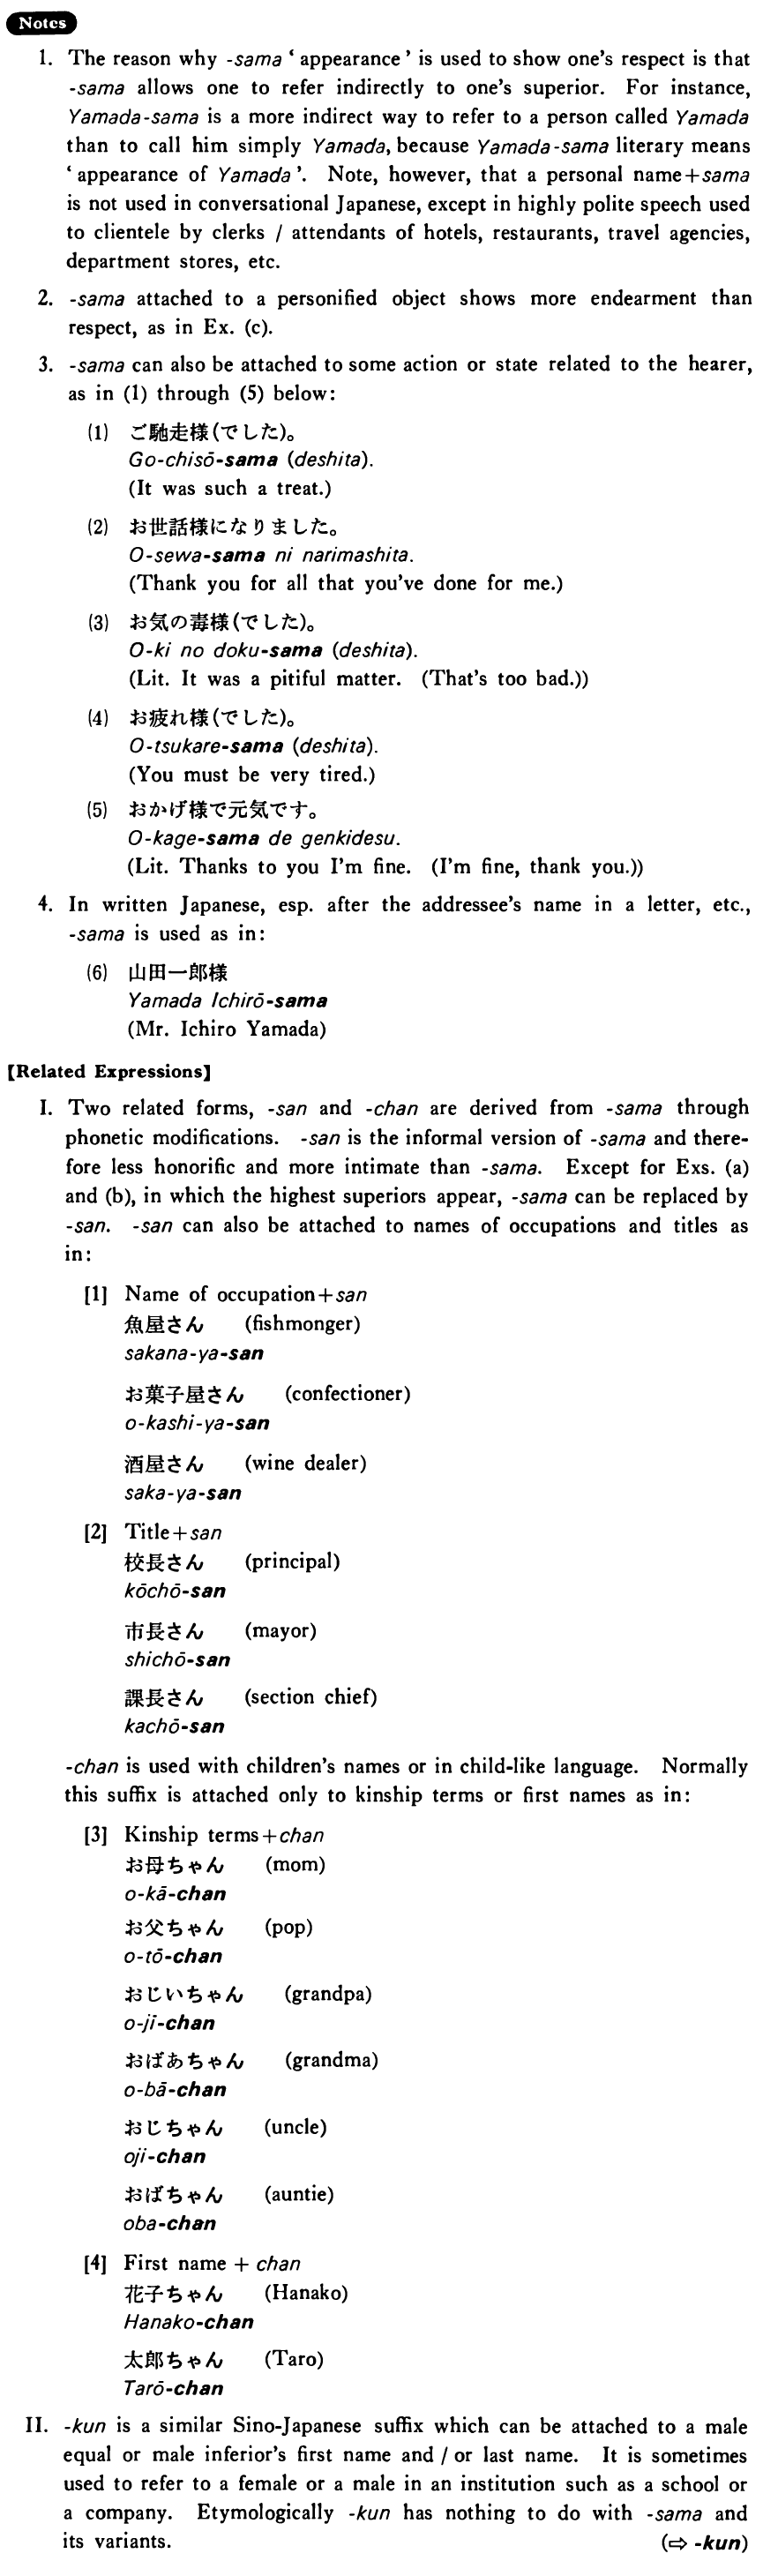 Notes
1. The reason why -sama ‘appearance’ is used to show one's respect is that
-sama allows one to refer indirectly to one's superior. For instance,
Yamada-sama is a more indirect way to refer to a person called Yamada
than to call him simply Yamada, because Yamada-sama literary means
‘appearance of Yamada’. Note, however, that a personal name+sama
is not used in conversational Japanese, except in highly polite speech used
to clientele by clerks / attendants of hotels, restaurants, travel agencies,
department stores, etc.
2. -sama attached to a personified object shows more endearment than
respect, as in Ex. (c).
3. -sama can also be attached to some action or state related to the hearer,
as in (1) through (5) below:
(1) ご馳走様(でした)。
Go-chisō-sama (deshita).
(It was such a treat.)
(2) お世話様になりました。
O-sewa-sama ni narimashita.
(Thank you for all that you've done for me.)
(3) お気の毒様(でした)。
O-ki no doku-sama (deshita).
(Lit. It was a pitiful matter. (That's too bad.))
(4) お疲れ様(でした)。
O-tsukare-sama (deshita).
(You must be very tired.)
(5) おかげ様で元気です。
O-kage-sama de genkidesu.
(Lit. Thanks to you I'm fine. (I'm fine, thank you.))
4. In written Japanese, esp. after the addressee's name in a letter, etc.,
-sama is used as in:
(6) 山田一郎様
Yamada Ichirō-sama
(Mr. Ichiro Yamada)
【Related Expressions】
I. Two related forms, -san and -chan are derived from -sama through
phonetic modifications. -san is the informal version of -sama and there-
fore less honorific and more intimate than -sama. Except for Exs. (a)
and (b), in which the highest superiors appear, -sama can be replaced by
-san. -san can also be attached to names of occupations and titles as
in:
[1] Name of occupation+san
魚屋さん (fishmonger)
sakana-ya-san
お菓子屋さん (confectioner)
o-kashi-ya-san
酒屋さん (wine dealer)
saka-ya-san
[2] Title+san
校長さん (principal)
kōchō-san
市長さん (mayor)
shichō-san
課長さん (section chief)
kachō-san
-chan is used with children's names or in child-like language. Normally
this suffix is attached only to kinship terms or first names as in:
[3] Kinship terms+chan
お母ちゃん (mom)
o-kā-chan
お父ちゃん (pop)
o-tō-chan
おじいちゃん (grandpa)
o-jī-chan
おばあちゃん (grandma)
o-bā-chan
おじちゃん (uncle)
oji-chan
おばちゃん (auntie)
oba-chan
[4] First name + chan
花子ちゃん (Hanako)
Hanako-chan
太郎ちゃん (Taro)
Tarō-chan
II. -kun is a similar Sino-Japanese suffix which can be attached to a male
equal or male inferior's first name and / or last name. It is sometimes
used to refer to a female or a male in an institution such as a school or
a company. Etymologically -kun has nothing to do with -sama and
its variants. (⇨ -kun)